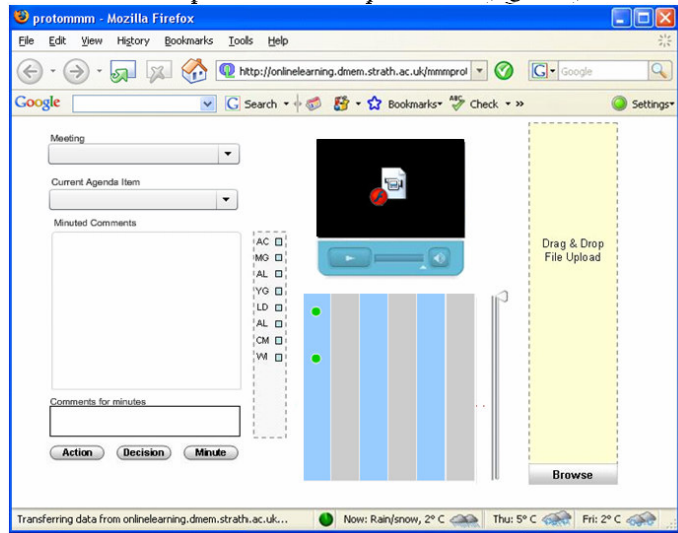 protommm - Mozilla Firefox
File Edit View History Bookmarks Tools Help
http://onlinelearning.dmem.strath.ac.uk/mmmprol
G Google
Google G Search Bookmarks ABC Check » Settings
Meeting
Current Agenda Item
Minuted Comments
AC
MG
AL
YG
LD
AL
CM
WI
Comments for minutes
Action Decision Minute
Drag & Drop
File Upload
Browse
Transferring data from onlinelearning.dmem.strath.ac.uk... Now: Rain/snow, 2° C Thu: 5° C Fri: 2° C